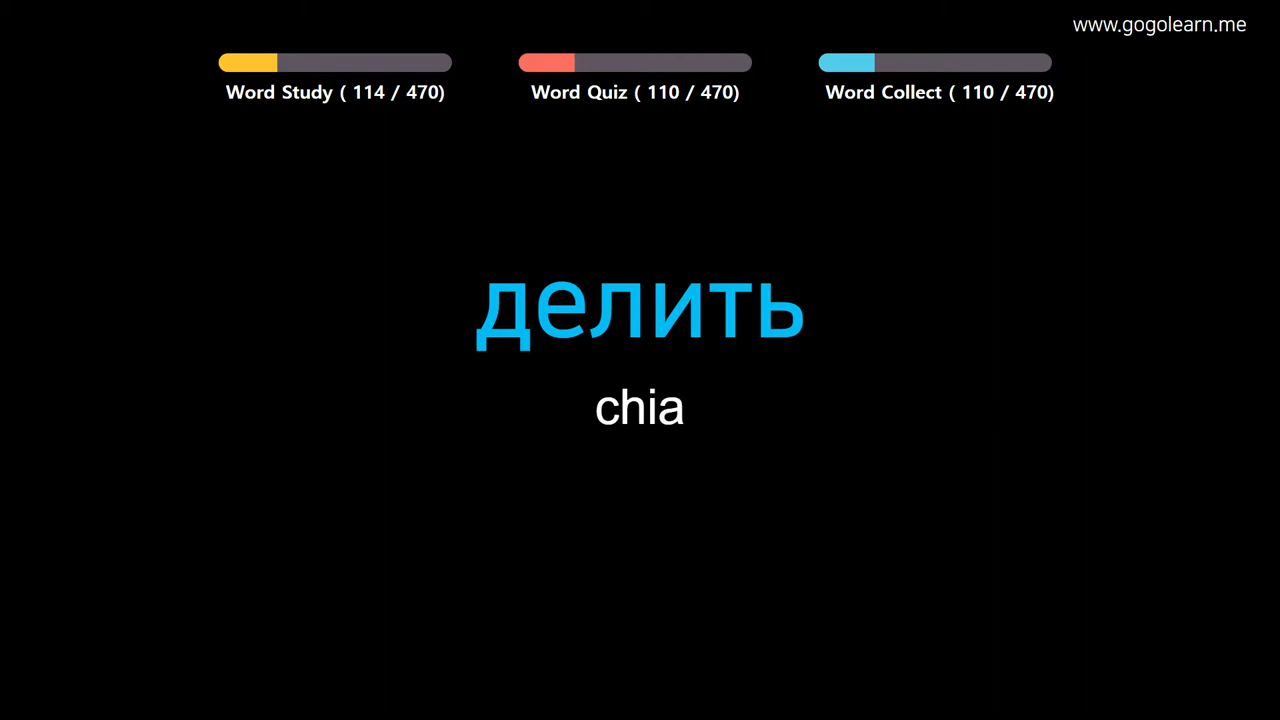 www.gogolearn.me
Word Study ( 114 / 470)
Word Quiz ( 110 / 470)
Word Collect ( 110 / 470)
делить
chia